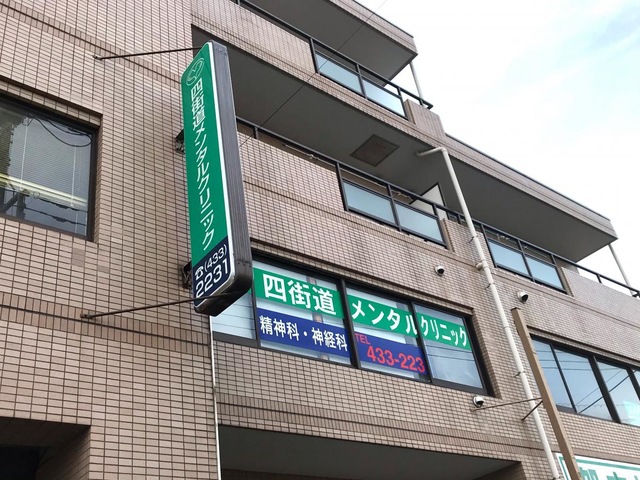 四街道メンタルクリニック
☎(433)
2231
四街道 メンタルクリニック
精神科・神経科
TEL
433-223